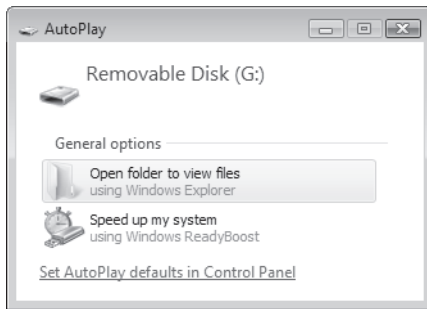 AutoPlay
Removable Disk (G:)
General options
Open folder to view files
using Windows Explorer
Speed up my system
using Windows ReadyBoost
Set AutoPlay defaults in Control Panel